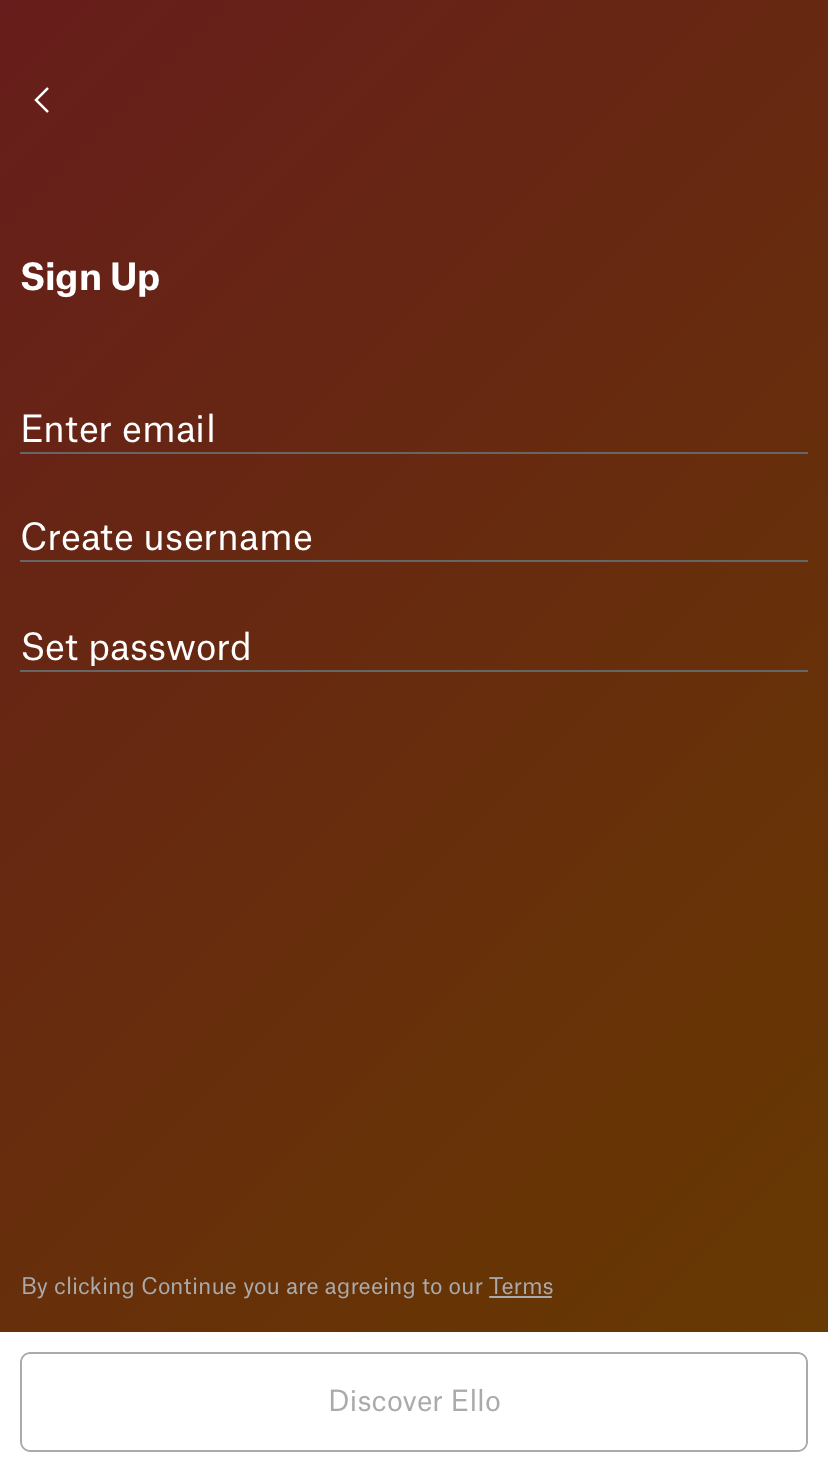 Sign Up
Enter email
Create username
Set password
By clicking Continue you are agreeing to our Terms
Discover Ello